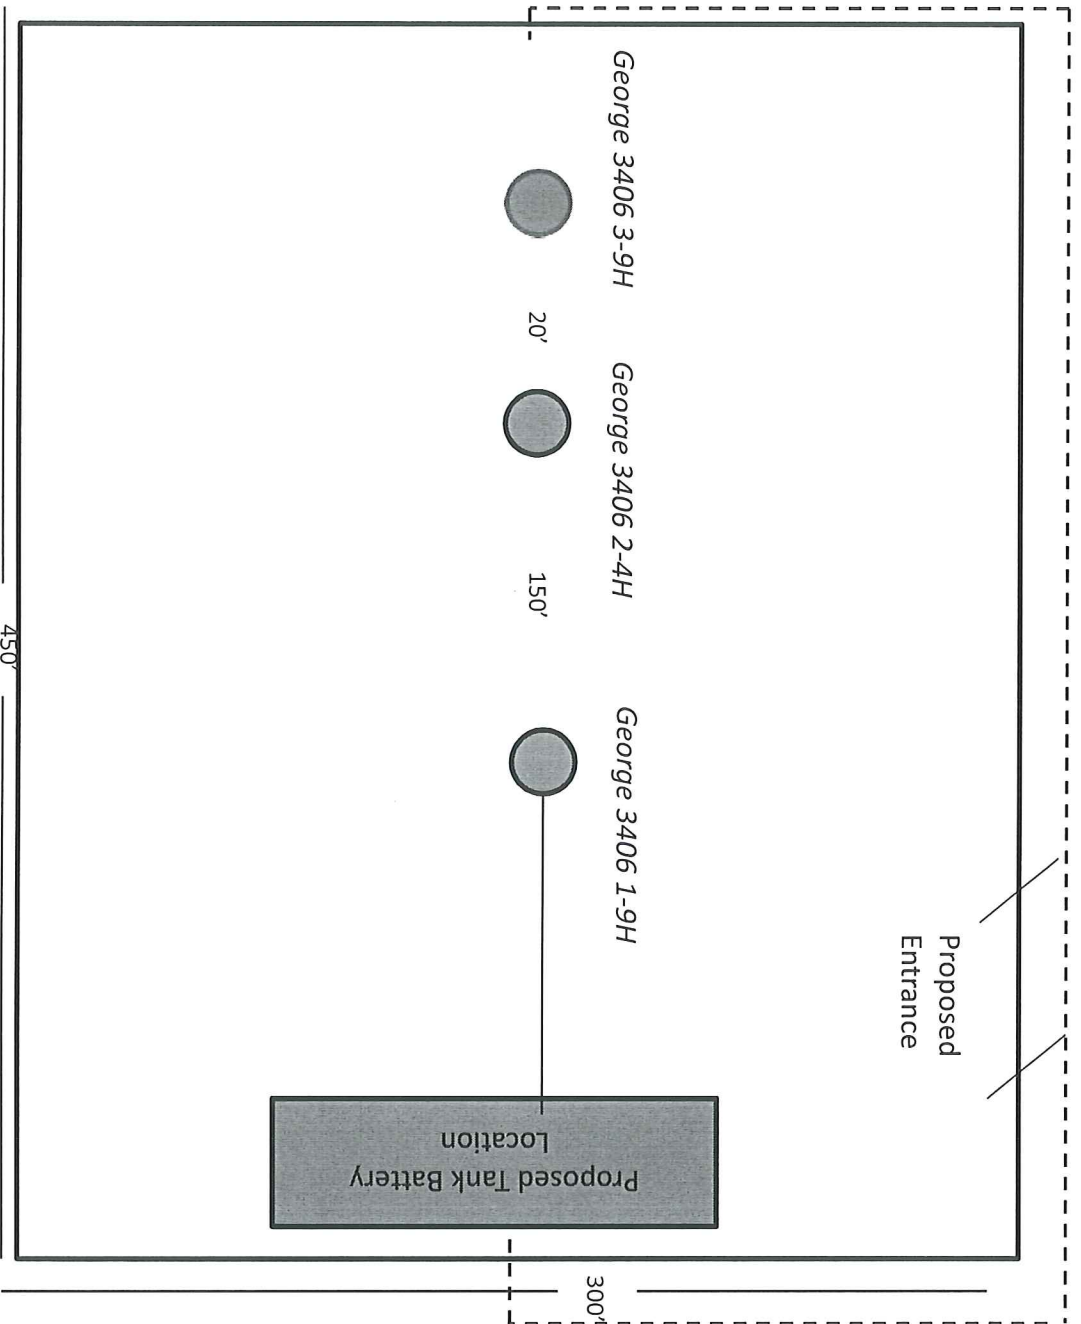 George 3406 3-9H
20’
George 3406 2-4H
150’
George 3406 1-9H
Proposed
Entrance
Proposed Tank Battery
Location
450’
300’